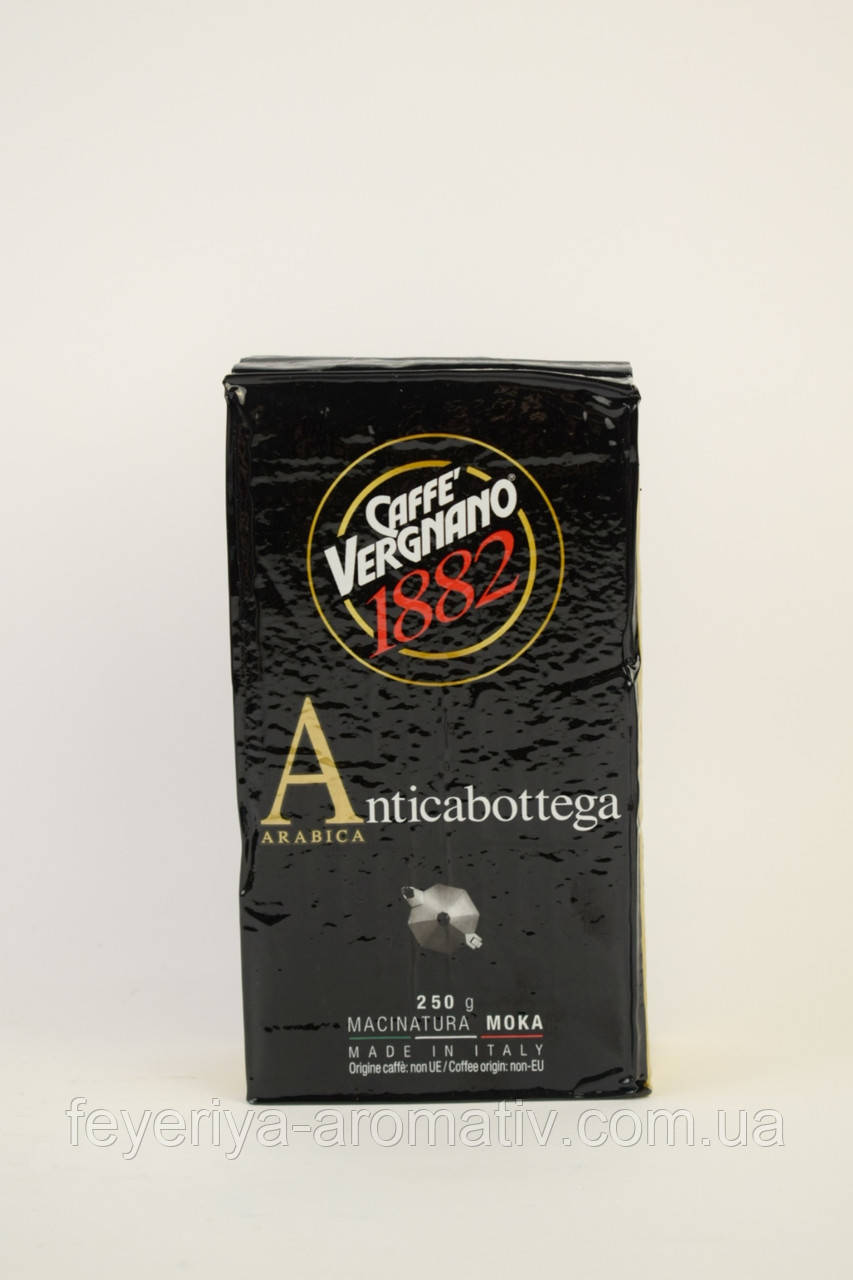 CAFFE'
VERGNANO®
1882
Anticabottega
ARABICA
250 g
MACINATURA MOKA
MADE IN ITALY
Origine caffè: non UE / Coffee origin: non-EU
feyeriya-aromativ.com.ua